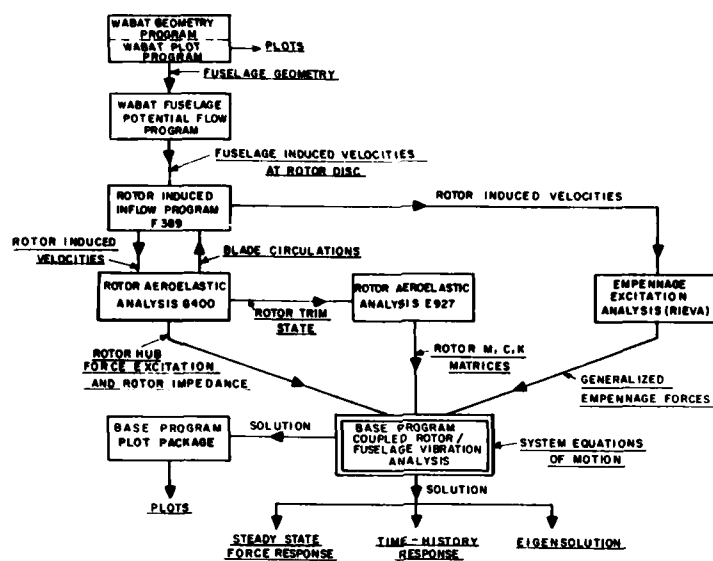 WABAT GEOMETRY
PROGRAM
WABAT PLOT
PROGRAM
PLOTS
FUSELAGE GEOMETRY
WABAT FUSELAGE
POTENTIAL FLOW
PROGRAM
FUSELAGE INDUCED VELOCITIES
AT ROTOR DISC
ROTOR INDUCED
INFLOW PROGRAM
F389
ROTOR INDUCED VELOCITIES
ROTOR INDUCED
VELOCITIES
BLADE CIRCULATIONS
ROTOR AEROELASTIC
ANALYSIS G400
ROTOR TRIM
STATE
ROTOR AEROELASTIC
ANALYSIS E927
EMPENNAGE
EXCITATION
ANALYSIS (RIEVA)
ROTOR HUB
FORCE EXCITATION
AND ROTOR IMPEDANCE
ROTOR M, C, K
MATRICES
GENERALIZED
EMPENNAGE FORCES
BASE PROGRAM
PLOT PACKAGE
SOLUTION
BASE PROGRAM
COUPLED ROTOR /
FUSELAGE VIBRATION
ANALYSIS
SYSTEM EQUATIONS
OF MOTION
PLOTS
SOLUTION
STEADY STATE
FORCE RESPONSE
TIME-HISTORY
RESPONSE
EIGENSOLUTION